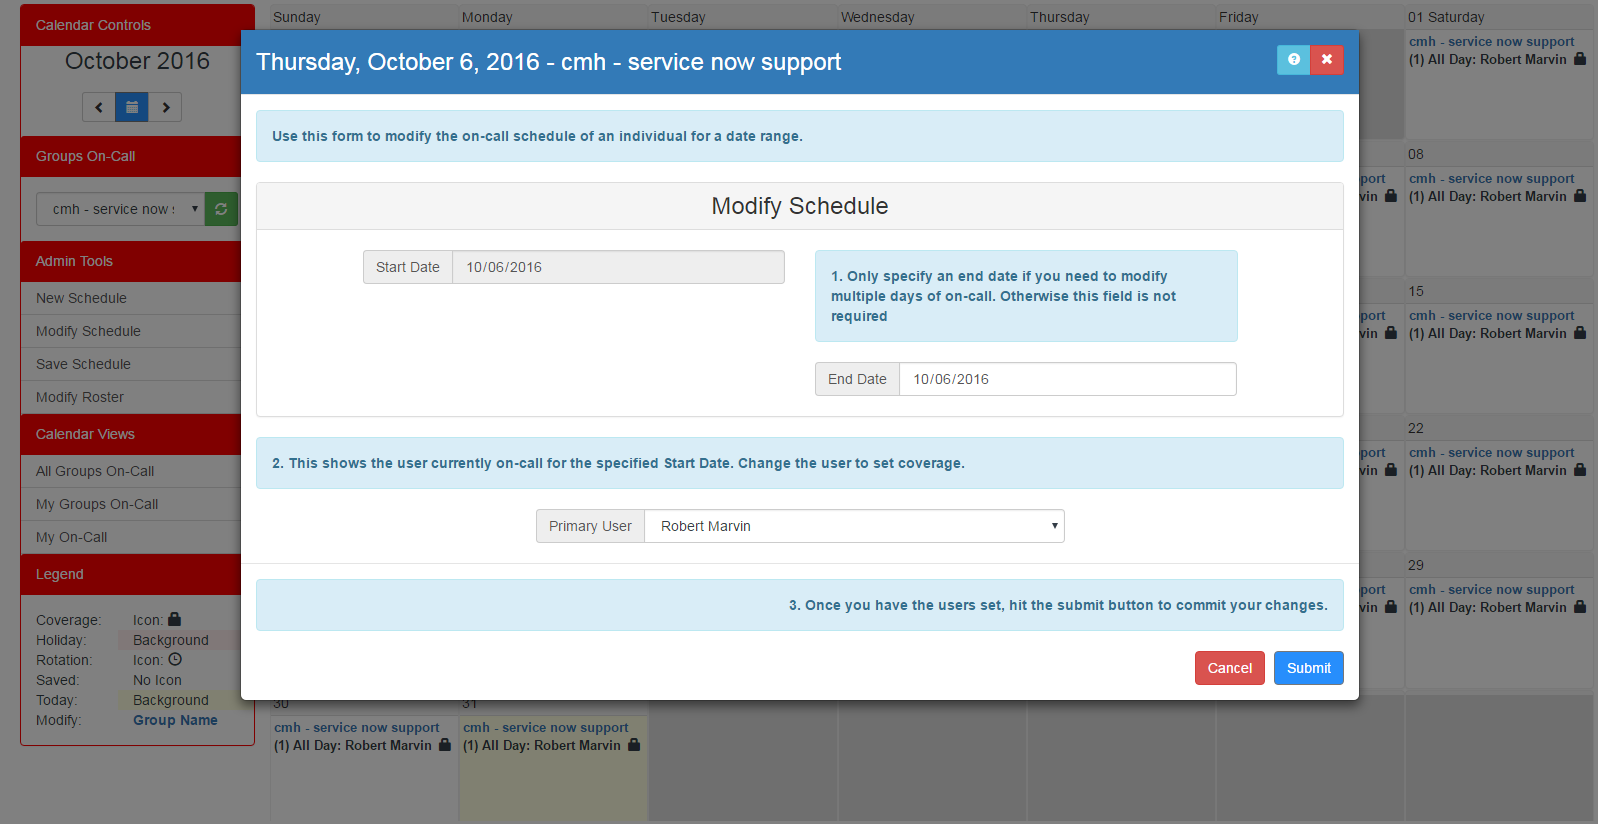 Calendar Controls
October 2016
Groups On-Call
cmh - service now
Admin Tools
New Schedule
Modify Schedule
Save Schedule
Modify Roster
Calendar Views
All Groups On-Call
My Groups On-Call
My On-Call
Legend
Coverage: Icon:
Holiday: Background
Rotation: Icon:
Saved: No Icon
Today: Background
Modify: Group Name
Sunday Monday Tuesday Wednesday Thursday Friday 01 Saturday
cmh - service now support
(1) All Day: Robert Marvin
Thursday, October 6, 2016 - cmh - service now support
Use this form to modify the on-call schedule of an individual for a date range.
Modify Schedule
Start Date 10/06/2016
1. Only specify an end date if you need to modify
multiple days of on-call. Otherwise this field is not
required
End Date 10/06/2016
2. This shows the user currently on-call for the specified Start Date. Change the user to set coverage.
Primary User Robert Marvin
3. Once you have the users set, hit the submit button to commit your changes.
Cancel Submit
08
port cmh - service now support
vin (1) All Day: Robert Marvin
15
port cmh - service now support
vin (1) All Day: Robert Marvin
22
port cmh - service now support
vin (1) All Day: Robert Marvin
29
port cmh - service now support
vin (1) All Day: Robert Marvin
30 31
cmh - service now support cmh - service now support
(1) All Day: Robert Marvin (1) All Day: Robert Marvin